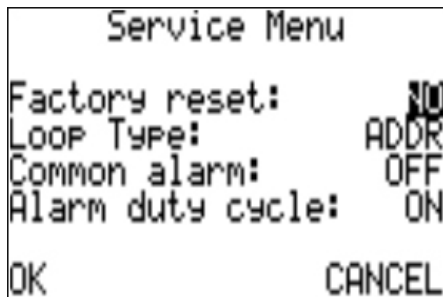 Service Menu
Factory reset: NO
Loop Type: ADDR
Common alarm: OFF
Alarm duty cycle: ON
OK CANCEL